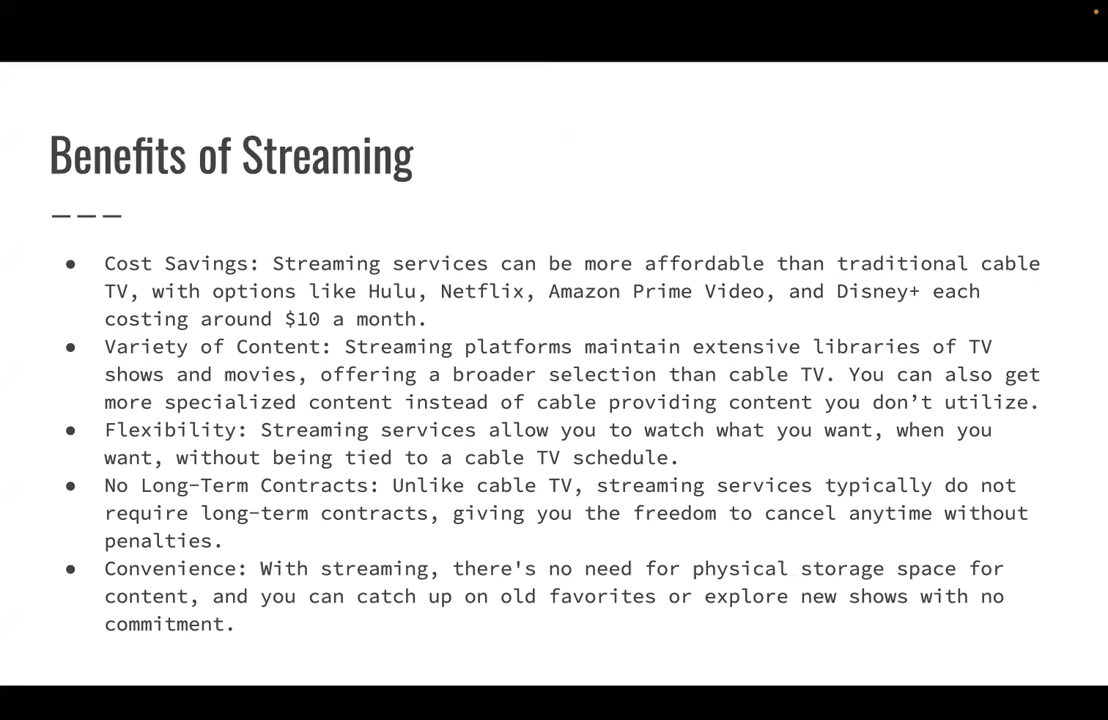 Benefits of Streaming
● Cost Savings: Streaming services can be more affordable than traditional cable
TV, with options like Hulu, Netflix, Amazon Prime Video, and Disney+ each
costing around $10 a month.
● Variety of Content: Streaming platforms maintain extensive libraries of TV
shows and movies, offering a broader selection than cable TV. You can also get
more specialized content instead of cable providing content you don’t utilize.
● Flexibility: Streaming services allow you to watch what you want, when you
want, without being tied to a cable TV schedule.
● No Long-Term Contracts: Unlike cable TV, streaming services typically do not
require long-term contracts, giving you the freedom to cancel anytime without
penalties.
● Convenience: With streaming, there's no need for physical storage space for
content, and you can catch up on old favorites or explore new shows with no
commitment.